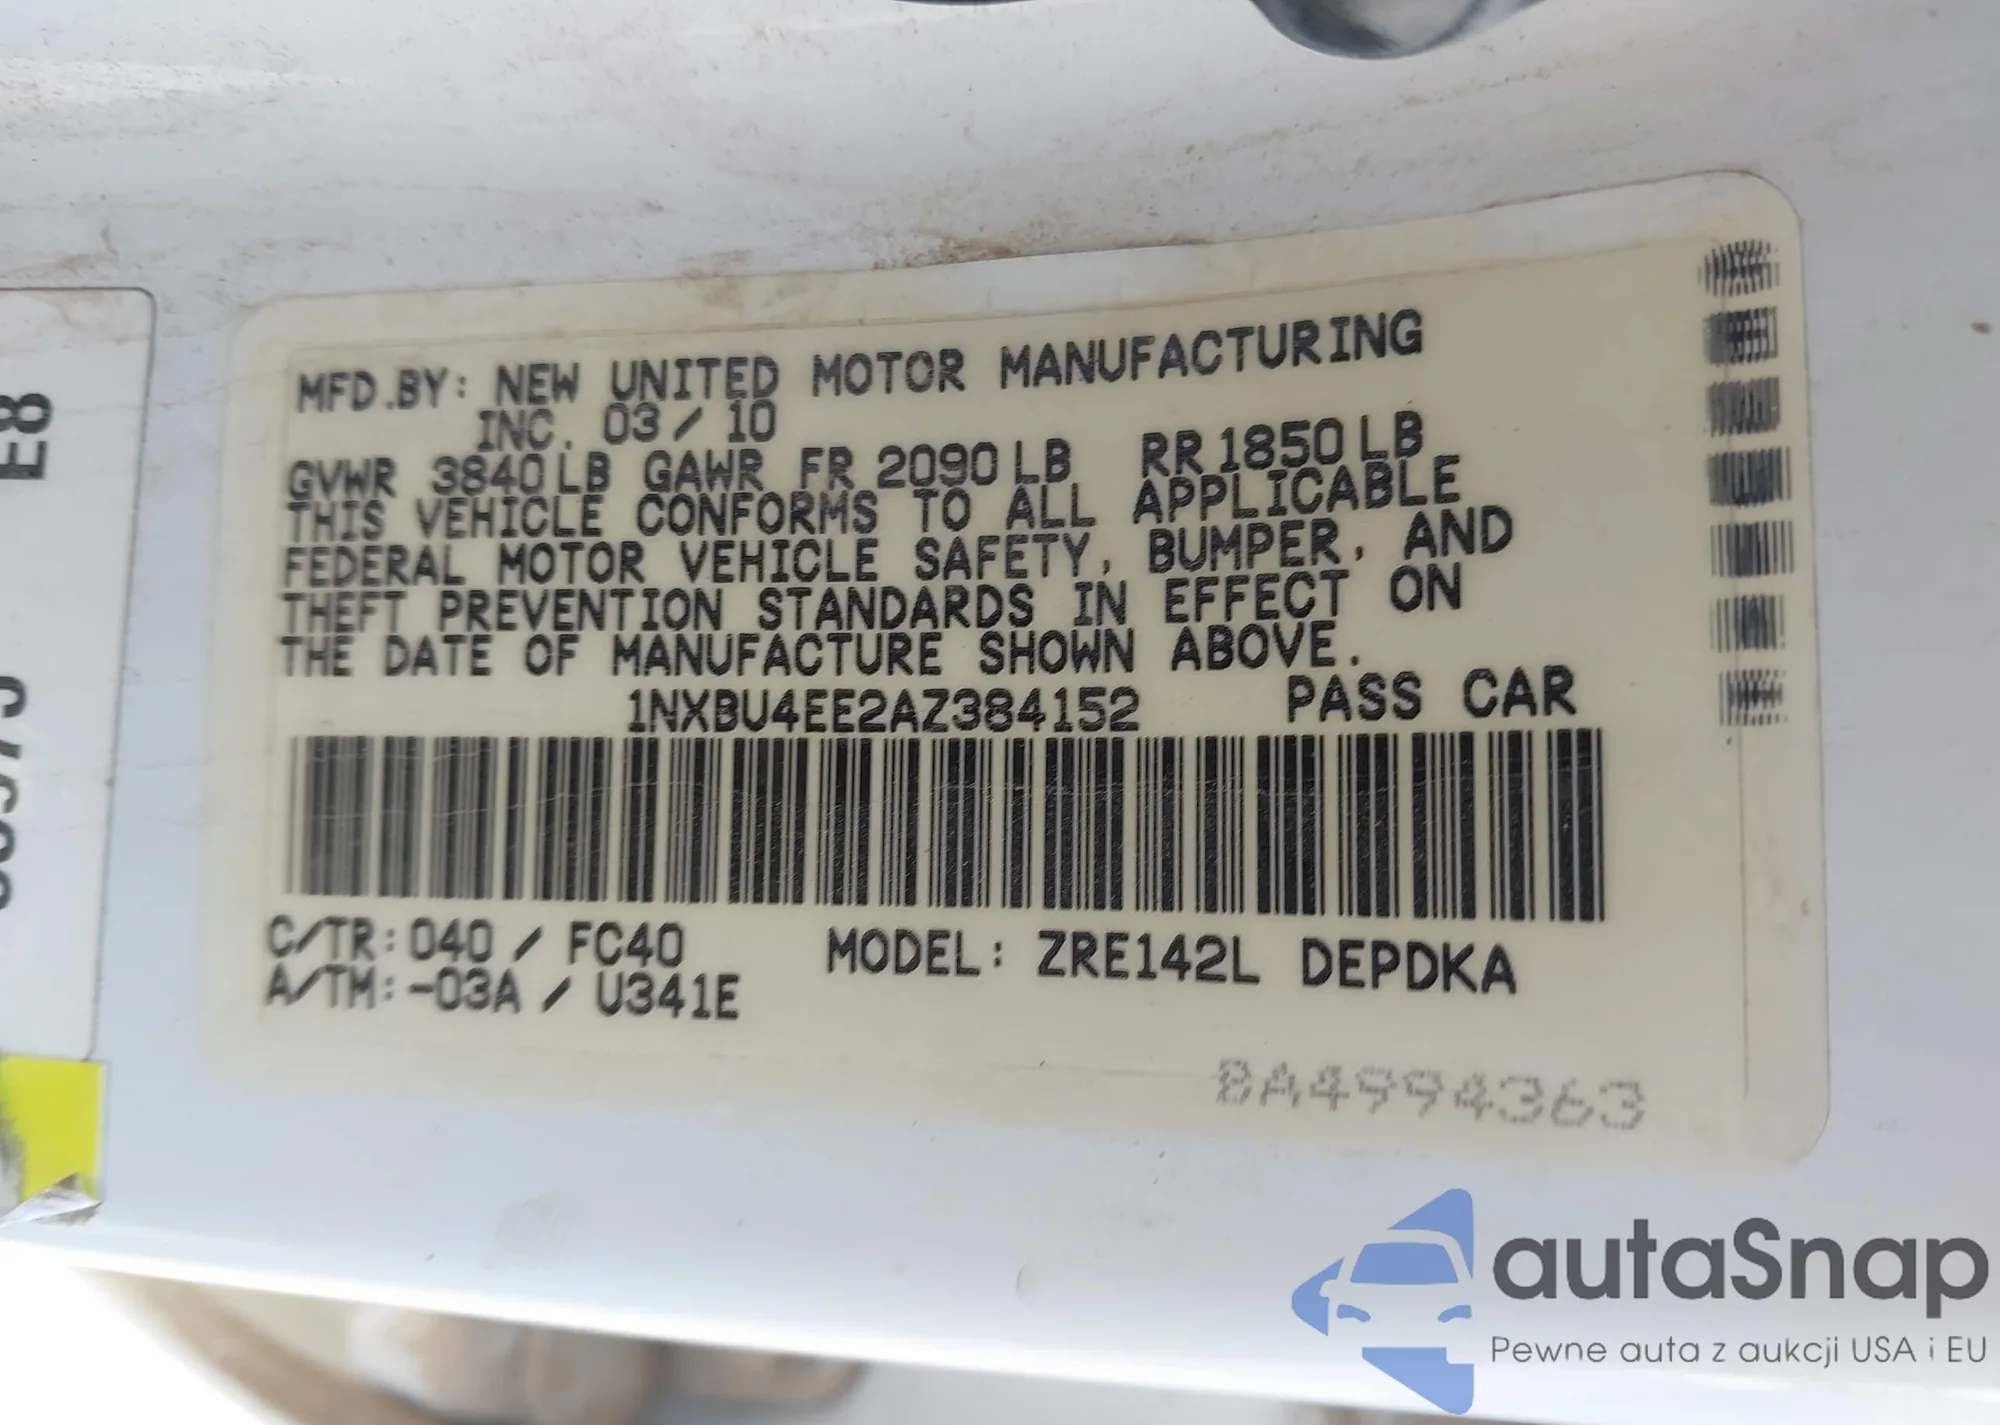 E8
MFD.BY: NEW UNITED MOTOR MANUFACTURING
INC. 03/10
GVWR 3840LB GAWR FR 2090LB RR1850LB
THIS VEHICLE CONFORMS TO ALL APPLICABLE
FEDERAL MOTOR VEHICLE SAFETY, BUMPER, AND
THEFT PREVENTION STANDARDS IN EFFECT ON
THE DATE OF MANUFACTURE SHOWN ABOVE.
1NXBU4EE2AZ384152 PASS CAR
C/TR: 040 / FC40 MODEL: ZRE142L DEPDKA
A/TM:-03A / U341E
BA4994363
autaSnap
Pewne auta z aukcji USA i EU